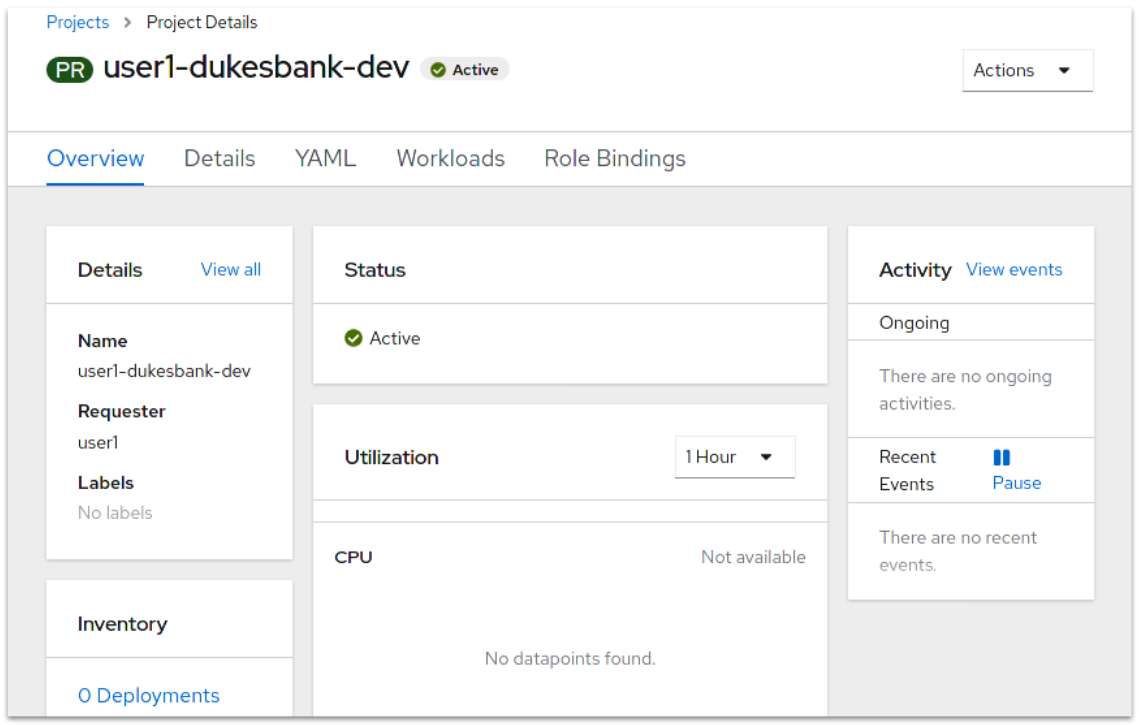 Projects > Project Details
PR user1-dukesbank-dev Active
Actions
Overview Details YAML Workloads Role Bindings
Details View all
Name
user1-dukesbank-dev
Requester
user1
Labels
No labels
Inventory
0 Deployments
Status
Active
Utilization 1 Hour
CPU Not available
No datapoints found.
Activity View events
Ongoing
There are no ongoing
activities.
Recent
Events
Pause
There are no recent
events.